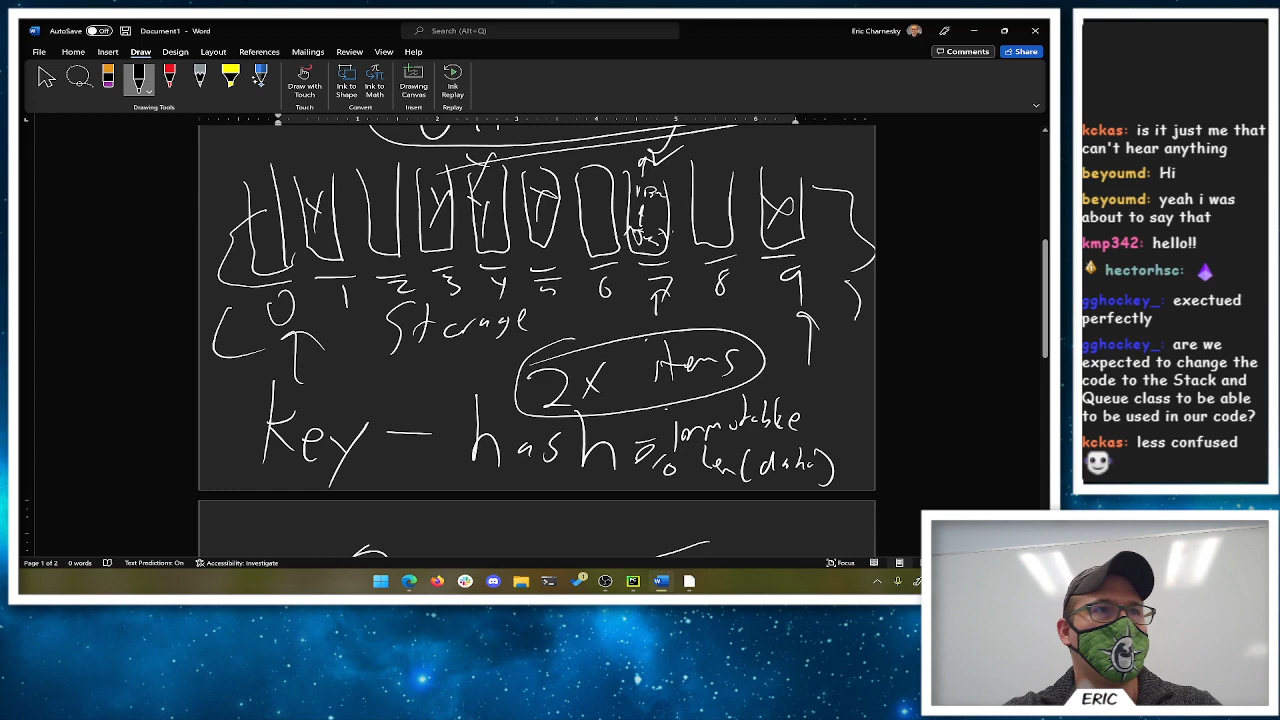 AutoSave Off Document1 - Word Search (Alt+Q) Eric Charnesky
File Home Insert Draw Design Layout References Mailings Review View Help Comments Share
Draw with Touch
Ink to Shape
Ink to Math
Drawing Canvas
Ink Replay
Drawing Tools Touch Convert Insert Replay
1 2 3 4 5 6
0 1 2 3 4 5 6 7 8 9
Storage
2x items
Key - hash % immutable
len(data)
Page 1 of 2 0 words Text Predictions: On Accessibility: Investigate Focus
kckas: is it just me that
can't hear anything
beyoumd: Hi
beyoumd: yeah i was
about to say that
kmp342: hello!!
hectorhsc:
gghockey_: exectued
perfectly
gghockey_: are we
expected to change the
code to the Stack and
Queue class to be able
to be used in our code?
kckas: less confused
ERIC